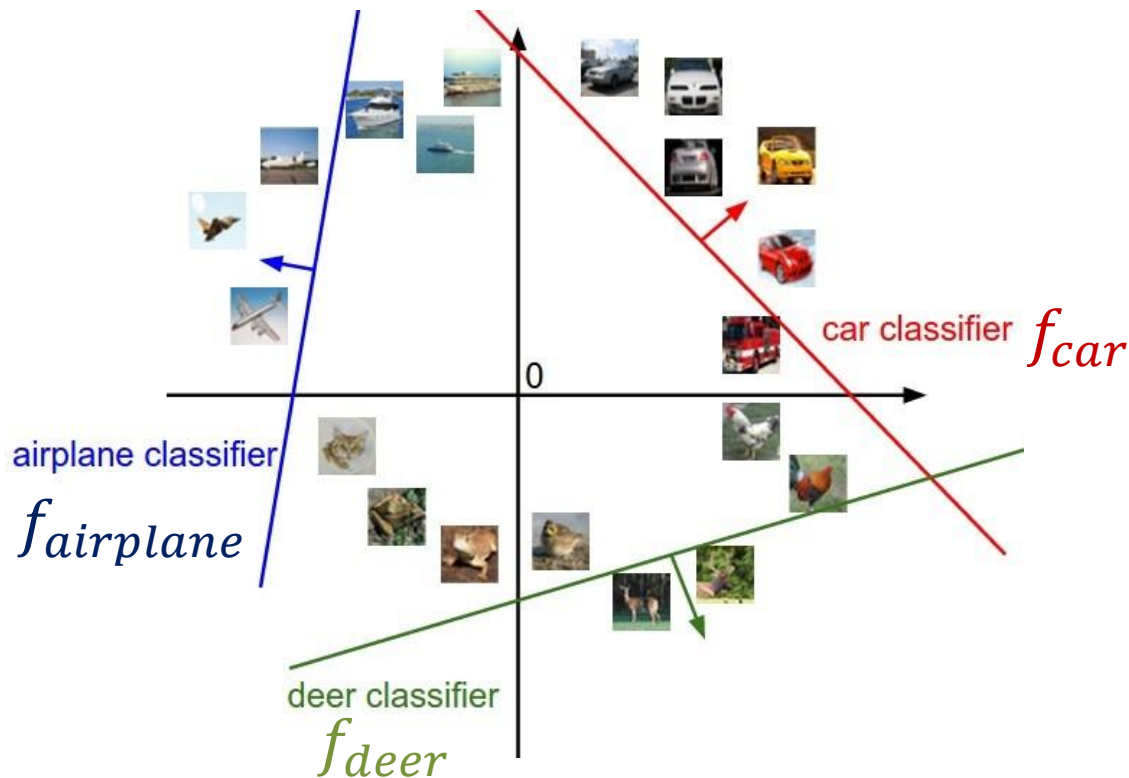 0
car classifier f_car
airplane classifier
f_airplane
deer classifier
f_deer